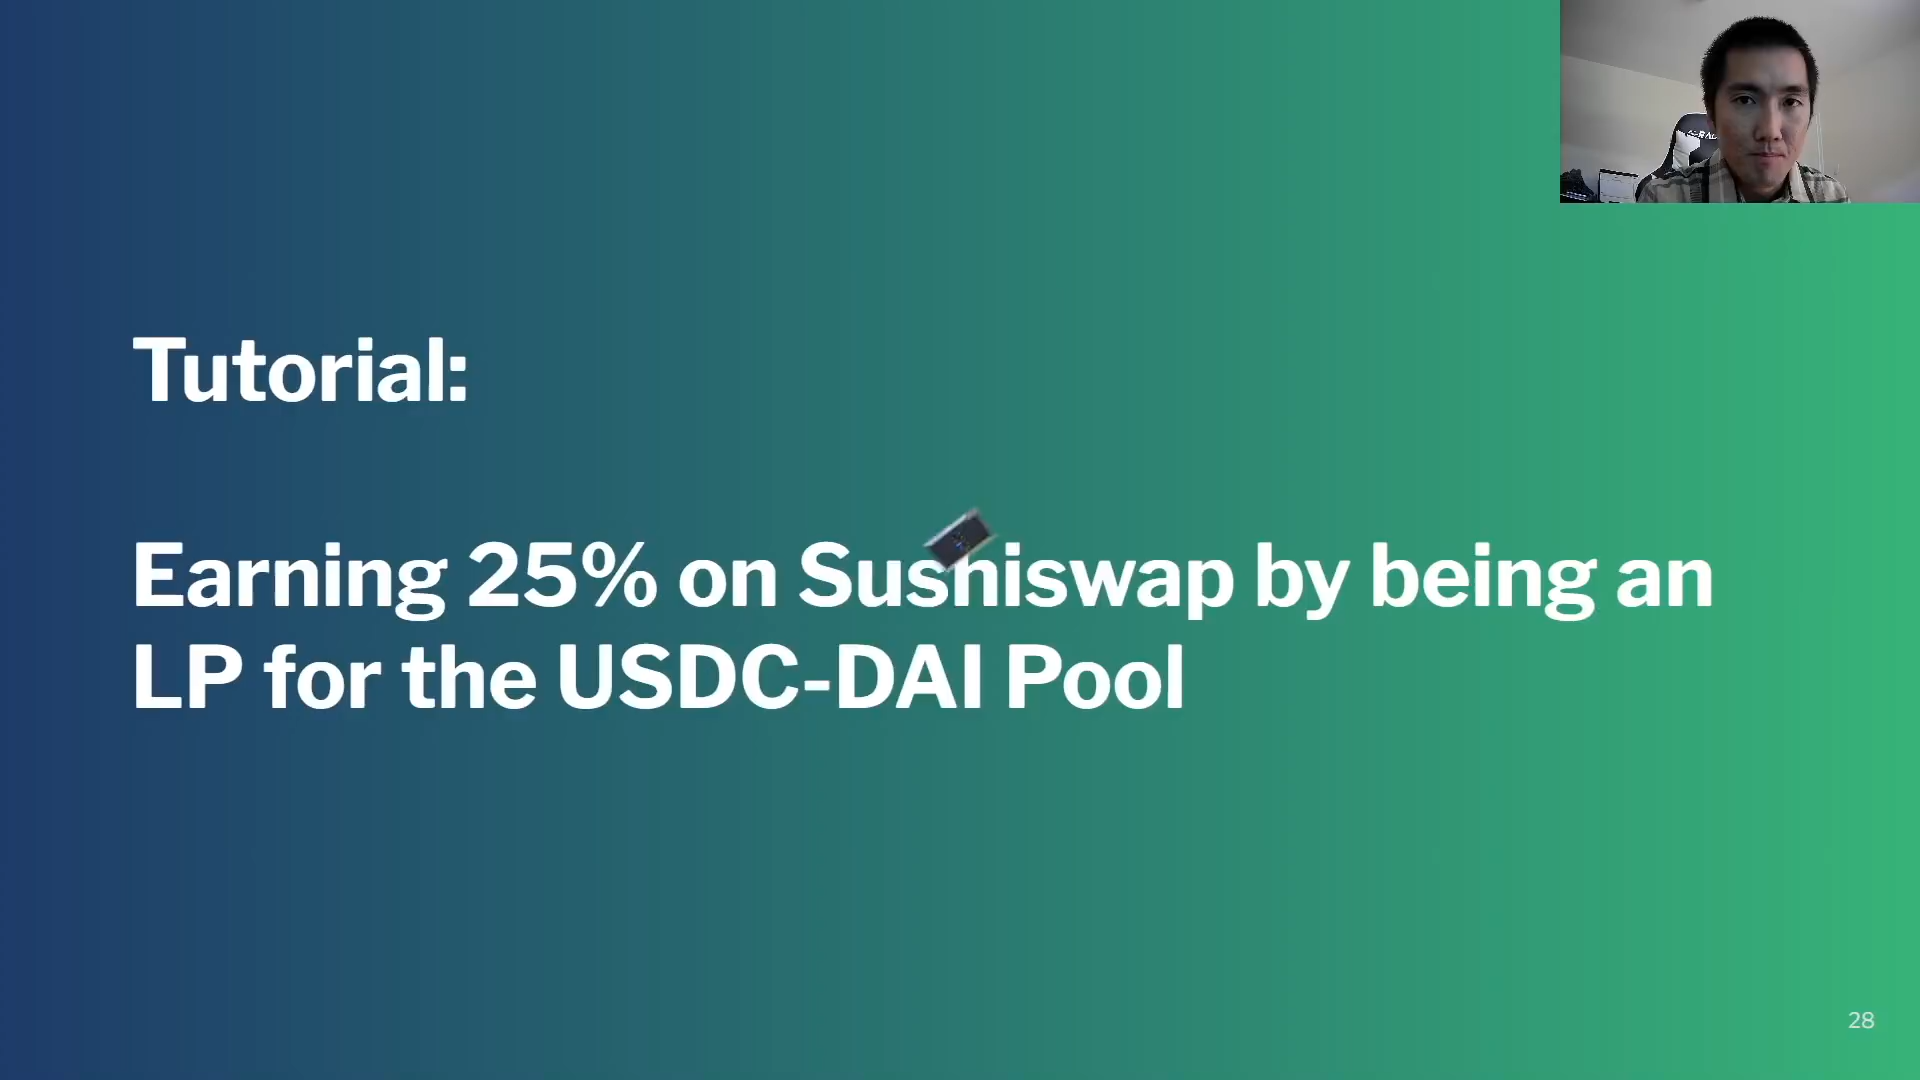 Tutorial:
Earning 25% on Sushiswap by being an
LP for the USDC-DAI Pool
28